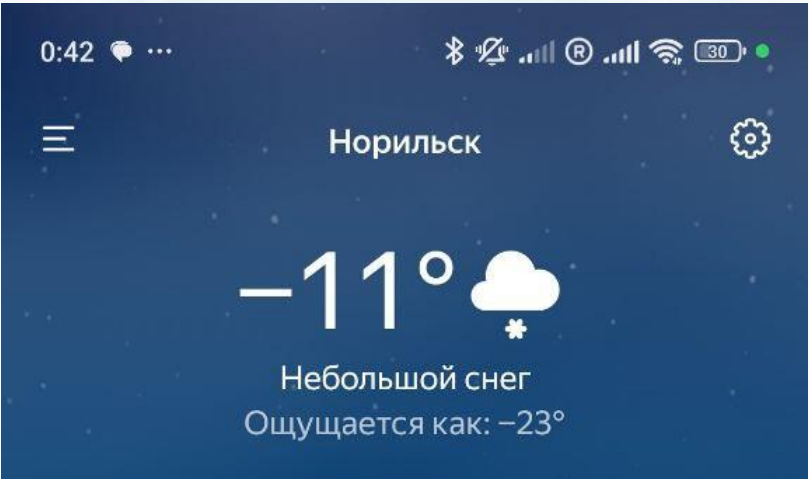 0:42 ... ® 30
Норильск
−11°
Небольшой снег
Ощущается как: −23°